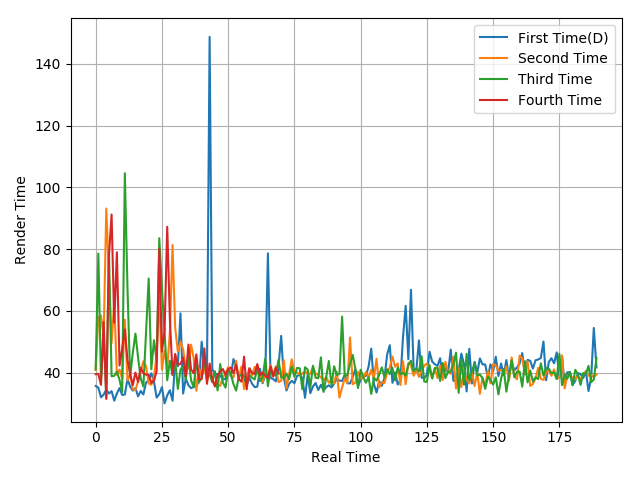 First Time(D)
Second Time
Third Time
Fourth Time
140
120
100
80
60
40
Render Time
0 25 50 75 100 125 150 175
Real Time